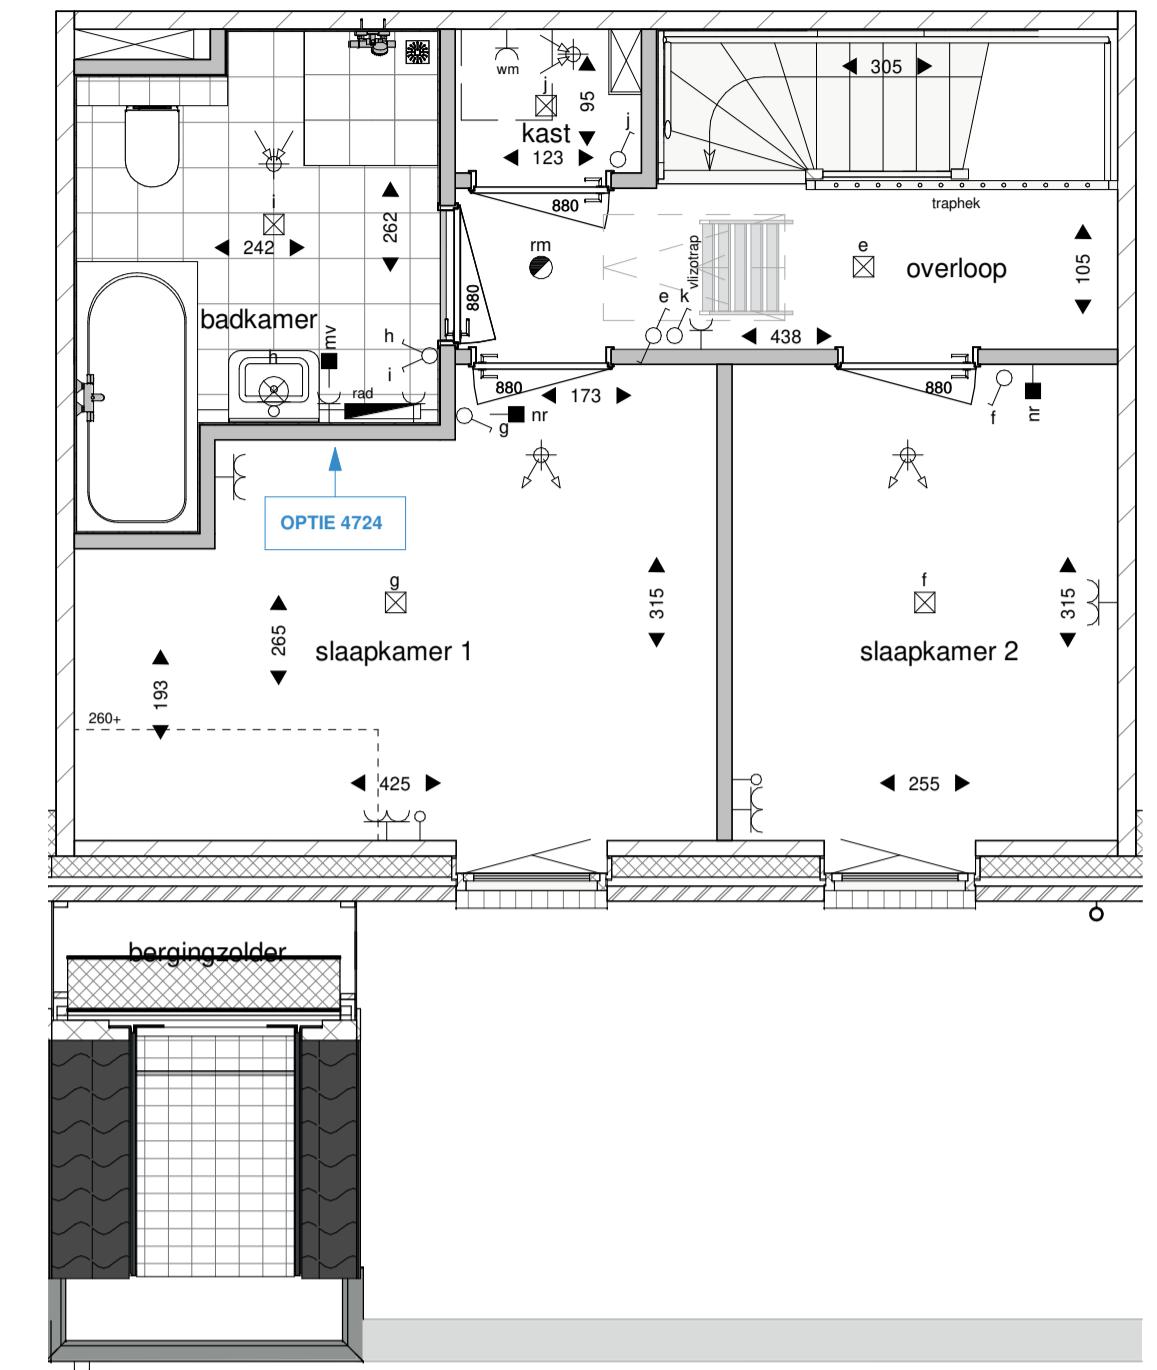 305
wm
j
95
j
kast
123
880
traphek
i
242
262
rm
vlizotrap
e
overloop
105
880
e k
badkamer
mv
h
h
i
438
rad
880
173
880
g
nr
f
nr
OPTIE 4724
g
f
315
315
265
slaapkamer 1
slaapkamer 2
193
260+
425
255
bergingzolder